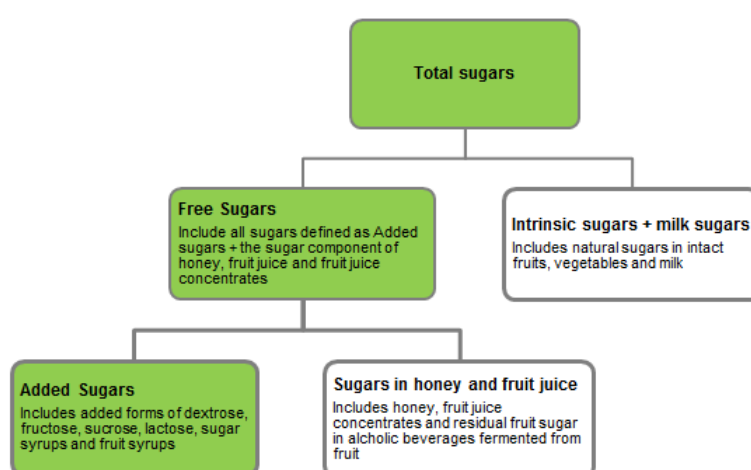 Total sugars
Free Sugars
Include all sugars defined as Added
sugars + the sugar component of
honey, fruit juice and fruit juice
concentrates
Intrinsic sugars + milk sugars
Includes natural sugars in intact
fruits, vegetables and milk
Added Sugars
Includes added forms of dextrose,
fructose, sucrose, lactose, sugar
syrups and fruit syrups
Sugars in honey and fruit juice
Includes honey, fruit juice
concentrates and residual fruit sugar
in alcholic beverages fermented from
fruit